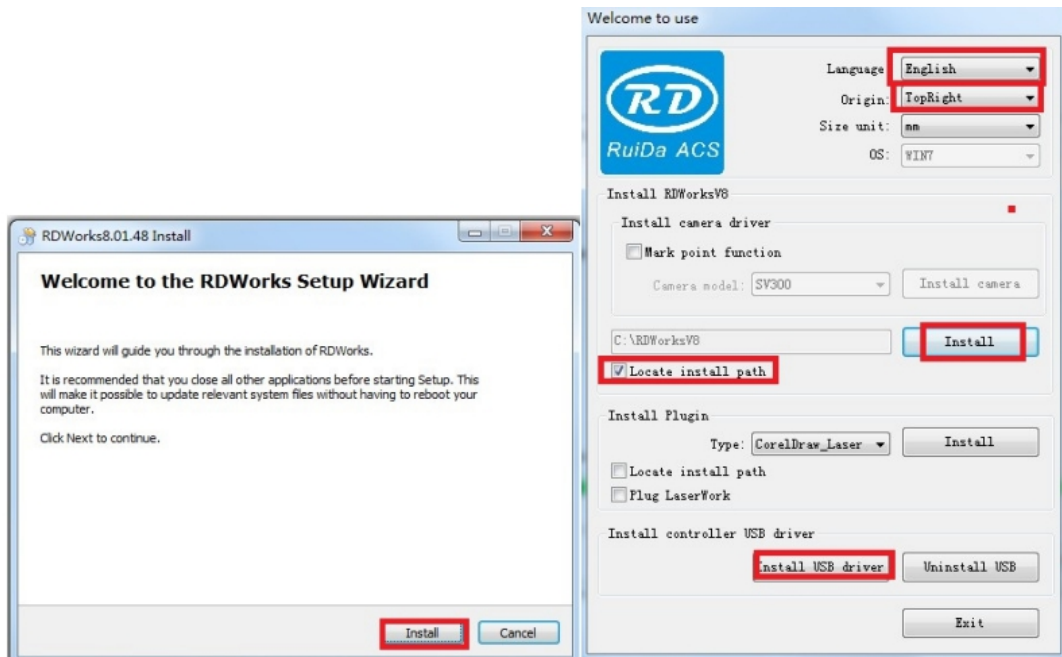 RDWorks8.01.48 Install
Welcome to the RDWorks Setup Wizard
This wizard will guide you through the installation of RDWorks.
It is recommended that you close all other applications before starting Setup. This
will make it possible to update relevant system files without having to reboot your
computer.
Click Next to continue.
Install Cancel
Welcome to use
RD
RuiDa ACS
Language English
Origin: TopRight
Size unit: mm
OS: WIN7
Install RDWorksV8
Install camera driver
Mark point function
Camera model: SV300 Install camera
C:\RDWorksV8 Install
Locate install path
Install Plugin
Type: CorelDraw_Laser Install
Locate install path
Plug LaserWork
Install controller USB driver
Install USB driver Uninstall USB
Exit